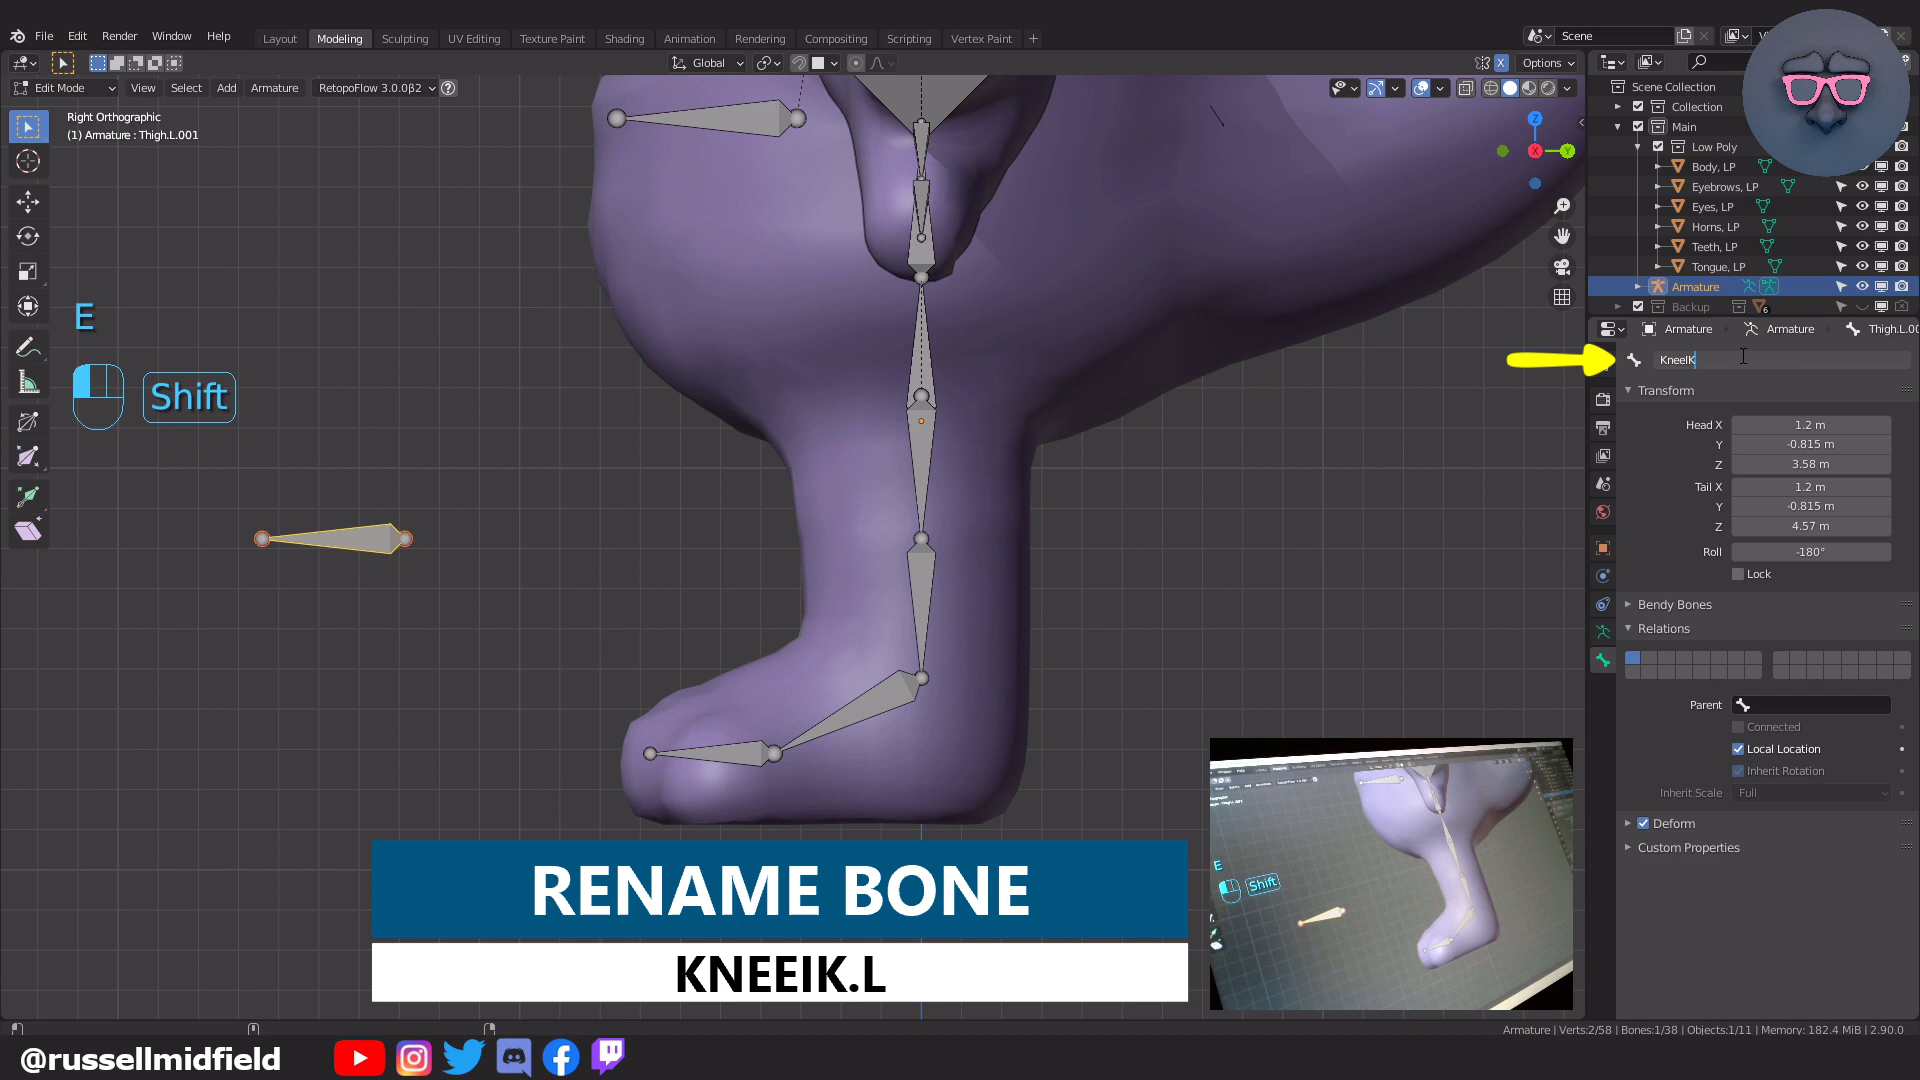 File Edit Render Window Help
Layout Modeling Sculpting UV Editing Texture Paint Shading Animation Rendering Compositing Scripting Vertex Paint +
Scene
Global
Options
Edit Mode View Select Add Armature RetopoFlow 3.0.0β2
Right Orthographic
(1) Armature : Thigh.L.001
Z
X
Y
Scene Collection
Collection
Main
Low Poly
Body, LP
Eyebrows, LP
Eyes, LP
Horns, LP
Teeth, LP
Tongue, LP
Armature
Backup
6
Armature Armature Thigh.L.00
KneeIK
Transform
Head X 1.2 m
Y -0.815 m
Z 3.58 m
Tail X 1.2 m
Y -0.815 m
Z 4.57 m
Roll -180°
Lock
Bendy Bones
Relations
Parent
Connected
Local Location
Inherit Rotation
Inherit Scale Full
Deform
Custom Properties
E
Shift
E
Shift
RENAME BONE
KNEEIK.L
Armature | Verts:2/58 | Bones:1/38 | Objects:1/11 | Memory: 182.4 MiB | 2.90.0
@russellmidfield